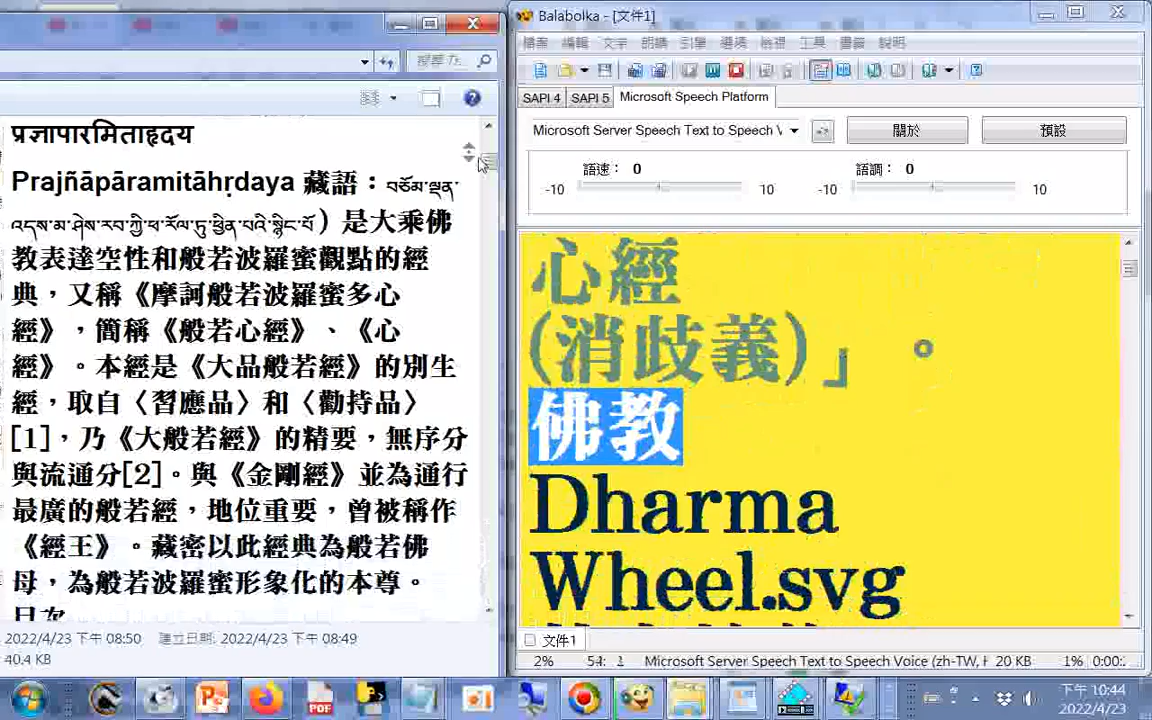 Balabolka - [文件1]
檔案 編輯 文字 朗讀 引擎 選項 檢視 工具 書籤 說明
SAPI 4 SAPI 5 Microsoft Speech Platform
Microsoft Server Speech Text to Speech V
關於 預設
語速： 0 語調： 0
-10 10 -10 10
प्रज्ञापारमिताहृदय
Prajñāpāramitāhṛdaya 藏語：བཅོམ་ལྡན་
འདས་མ་ཤེས་རབ་ཀྱི་ཕ་རོལ་ཏུ་ཕྱིན་པའི་སྙིང་པོ）是大乘佛
教表達空性和般若波羅蜜觀點的經
典，又稱《摩訶般若波羅蜜多心
經》，簡稱《般若心經》、《心
經》。本經是《大品般若經》的別生
經，取自〈習應品〉和〈勸持品〉
[1]，乃《大般若經》的精要，無序分
與流通分[2]。與《金剛經》並為通行
最廣的般若經，地位重要，曾被稱作
《經王》。藏密以此經典為般若佛
母，為般若波羅蜜形象化的本尊。
目次
2022/4/23 下午 08:50 建立日期: 2022/4/23 下午 08:49
40.4 KB
心經
(消歧義)」。
佛教
Dharma
Wheel.svg
文件1
2% 54: 1 Microsoft Server Speech Text to Speech Voice (zh-TW, H 20 KB 1% 0:00:
下午 10:44
2022/4/23